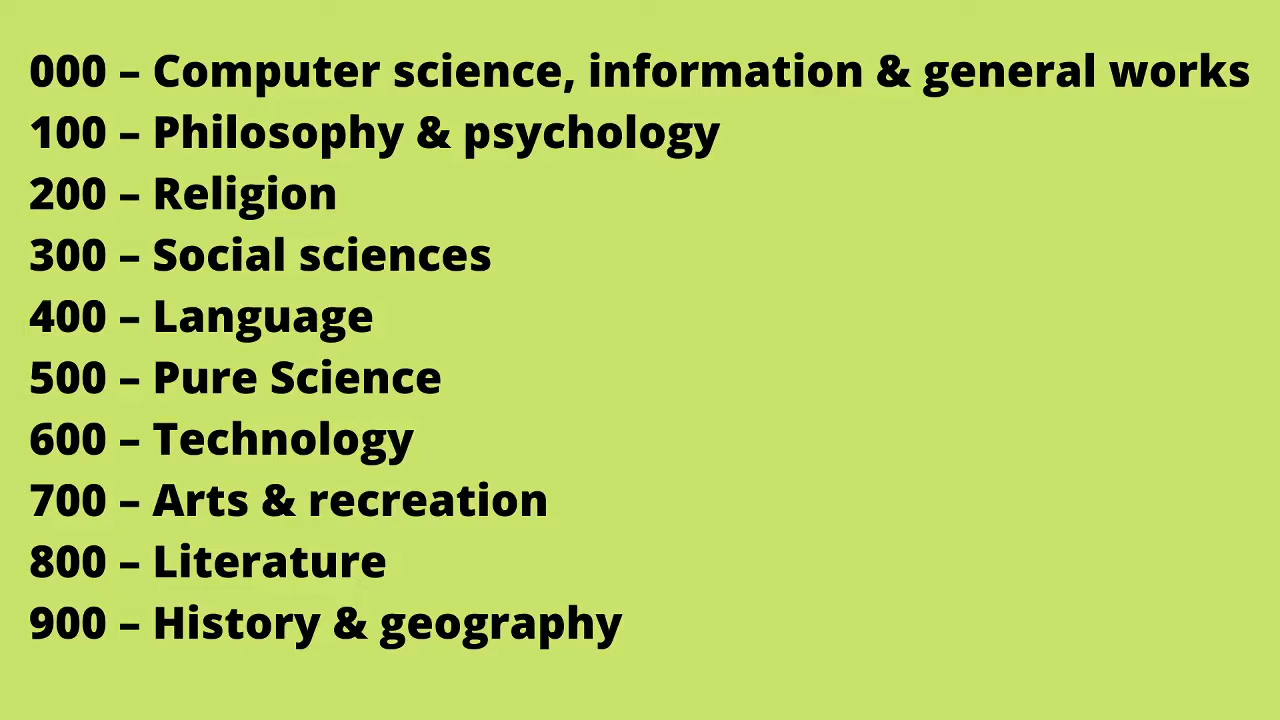 000 – Computer science, information & general works
100 – Philosophy & psychology
200 – Religion
300 – Social sciences
400 – Language
500 – Pure Science
600 – Technology
700 – Arts & recreation
800 – Literature
900 – History & geography